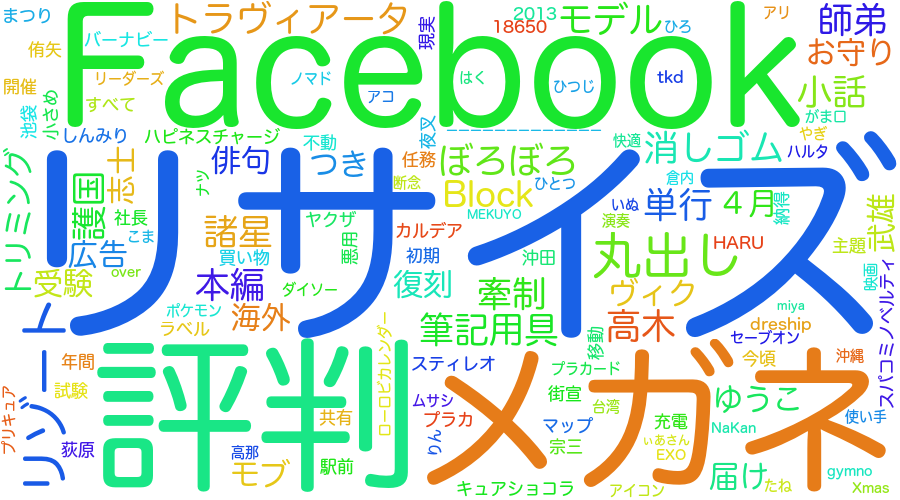 まつり
トラヴィアータ
2013
18650
モデル
ひろ
アリ
師弟
お守り
Facebook
現実
バーナビー
侑矢
開催
リーダーズ
すべて
ノマド
アコ
はく
ひつじ
tkd
小話
がま口
やぎ
池袋
小さめ
しんみり
ハピネスチャージ
不動
夜叉
ーーーーーーーーーーーーー
快適
消しゴム
ハルタ
トリミング
護国
志士
ナツ
俳句
つき
任務
断念
ぼろぼろ
Block
ひとつ
MEKUYO
倉内
いぬ
単行
4月
納得
武雄
リサイズ
社長
こま
広告
諸星
買い物
ヤクザ
悪用
カルデア
初期
沖田
演奏
丸出し
HARU
主題
映画
over
受験
本編
ダイソー
復刻
牽制
ヴィク
miya
ポケモン
ラベル
海外
筆記用具
移動
高木
dreship
セーブオン
スパコミノベルティ
リゾート
年間
試験
プリキュア
荻原
評判
ローロピカレンダー
スティレオ
プラカード
今頃
沖縄
メガネ
ムサシ
プラカ
りん
街宣
マップ
宗三
台湾
ゆうこ
使い手
充電
NaKan
ぃあさん
EXO
共有
高那
モブ
駅前
キュアショコラ
アイコン
届け
たね
gymno
Xmas